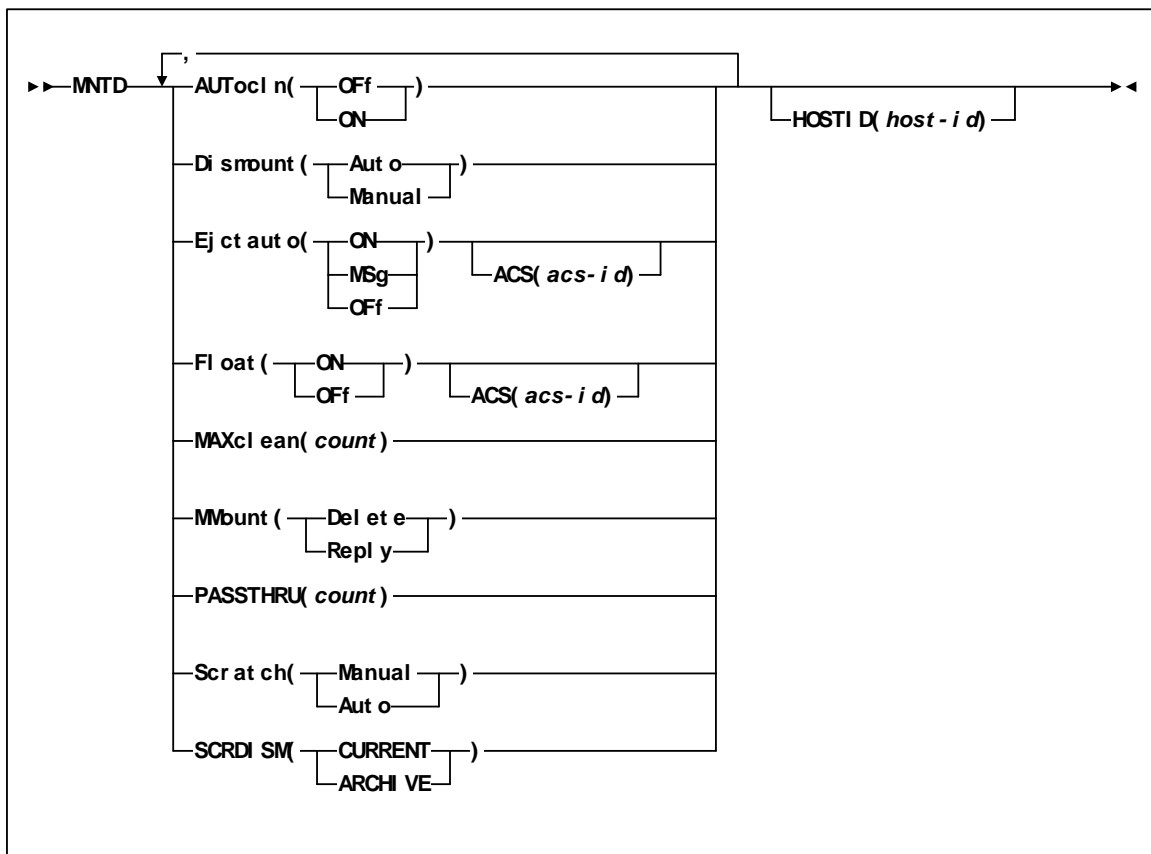 ,
MNTD AUTocln( OFf )
ON
HOSTID(host-id)
Dismount( Auto )
Manual
Ejctauto( ON )
MSg
OFf
ACS(acs-id)
Float( ON )
OFf
ACS(acs-id)
MAXclean(count)
MMount( Delete )
Reply
PASSTHRU(count)
Scratch( Manual )
Auto
SCRDISM( CURRENT )
ARCHIVE